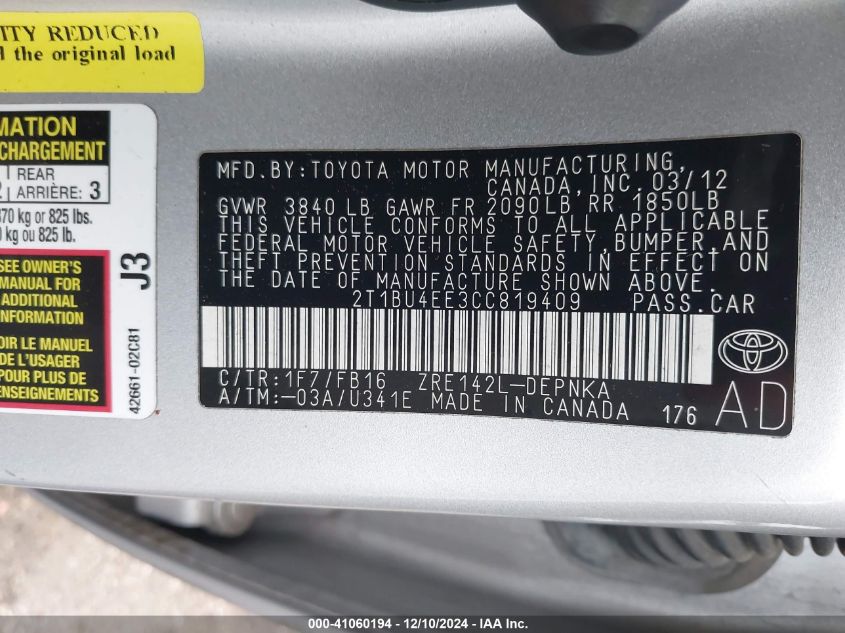 ITY REDUCED
the original load
MATION
CHARGEMENT
REAR
ARRIÈRE: 3
370 kg or 825 lbs.
kg ou 825 lb.
SEE OWNER'S
MANUAL FOR
ADDITIONAL
INFORMATION
OIR LE MANUEL
DE L'USAGER
POUR PLUS DE
ENSEIGNEMENTS
J3
42661-02C81
MFD.BY:TOYOTA MOTOR MANUFACTURING,
CANADA, INC. 03/12
GVWR 3840 LB GAWR FR 2090LB, RR 1850LB
THIS VEHICLE CONFORMS TO ALL APPLICABLE
FEDERAL MOTOR VEHICLE SAFETY,BUMPER,AND
THEFT PREVENTION STANDARDS IN EFFECT ON
THE DATE OF MANUFACTURE SHOWN ABOVE.
2T1BU4EE3CC819409 PASS.CAR
C/TR:1F7/FB16 ZRE142L-DEPNKA
A/TM:-03A/U341E MADE IN CANADA 176
AD
000-41060194 - 12/10/2024 - IAA Inc.